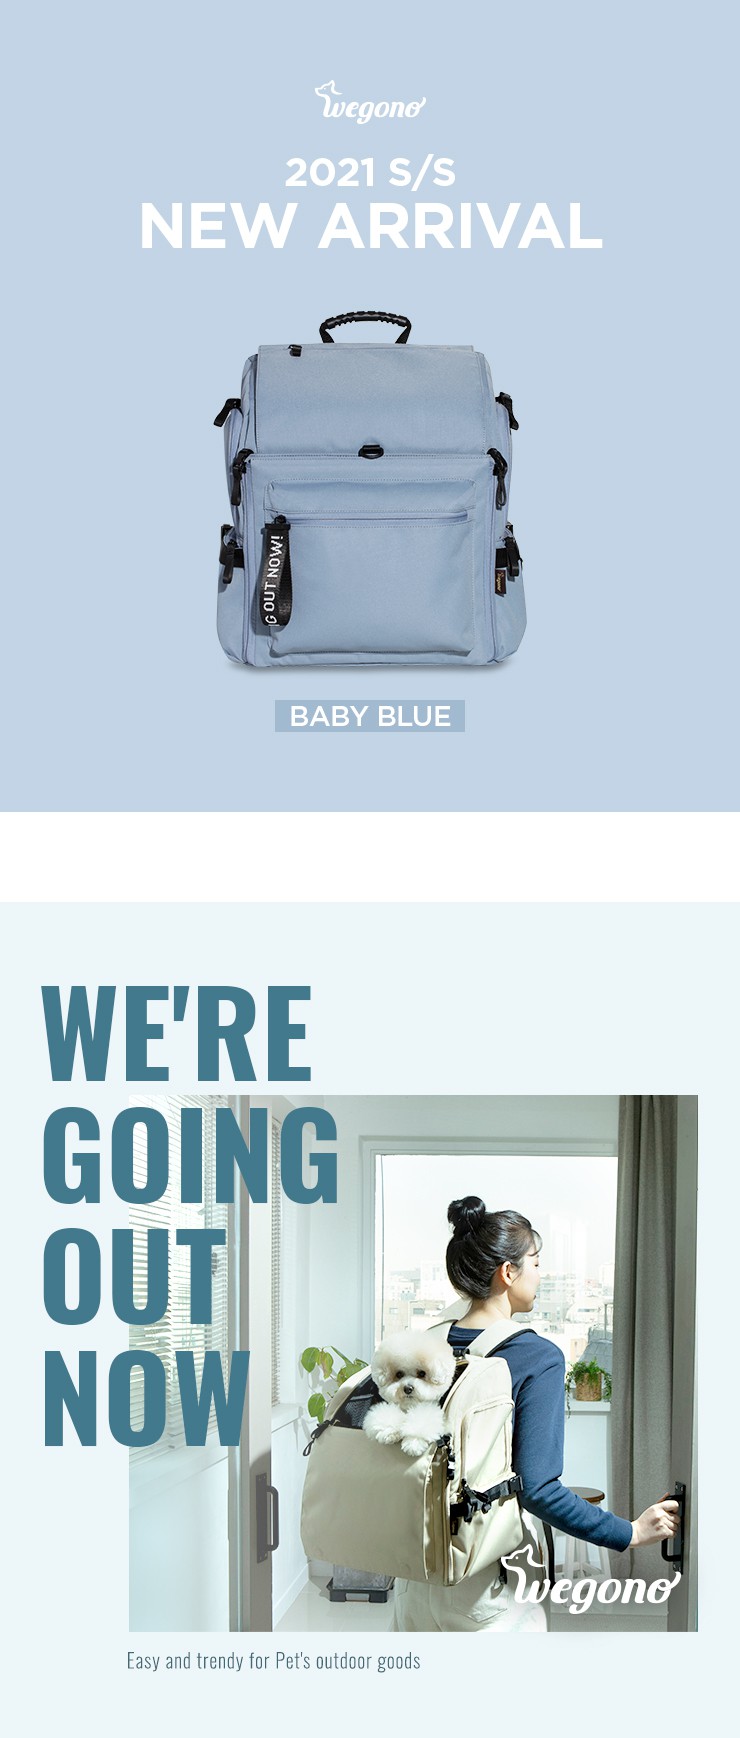 wegono
2021 S/S
NEW ARRIVAL
G OUT NOW!
BABY BLUE
WE'RE
GOING
OUT
NOW
wegono
Easy and trendy for Pet's outdoor goods